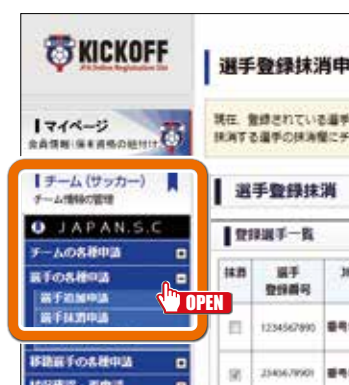 KICKOFF
JFA Online Registration Site
マイページ
会員情報・保有資格の紐付け
チーム(サッカー)
チーム情報の管理
JAPAN.S.C
チームの各種申請
選手の各種申請
選手追加申請
選手抹消申請
OPEN
移籍選手の各種申請
選手登録抹消申
現在、登録されている選手
抹消する選手の抹消欄にチ
選手登録抹消
登録選手一覧
抹消
選手
登録番号
1234567890
番号
2345678901
番号